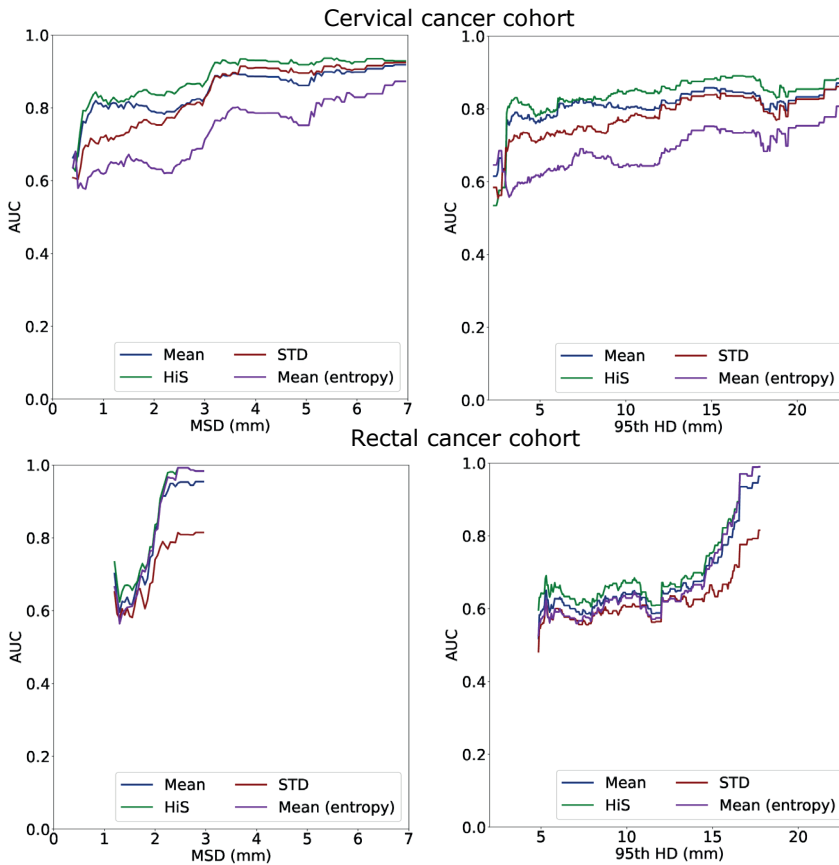 Cervical cancer cohort
1.0
0.8
0.6
0.4
0.2
0.0
AUC
Mean
HiS
STD
Mean (entropy)
0
1
2
3
4
5
6
7
MSD (mm)
1.0
0.8
0.6
0.4
0.2
0.0
AUC
Mean
HiS
STD
Mean (entropy)
5
10
15
20
95th HD (mm)
Rectal cancer cohort
1.0
0.8
0.6
0.4
0.2
0.0
AUC
Mean
HiS
STD
Mean (entropy)
0
1
2
3
4
5
6
7
MSD (mm)
1.0
0.8
0.6
0.4
0.2
0.0
AUC
Mean
HiS
STD
Mean (entropy)
5
10
15
20
95th HD (mm)